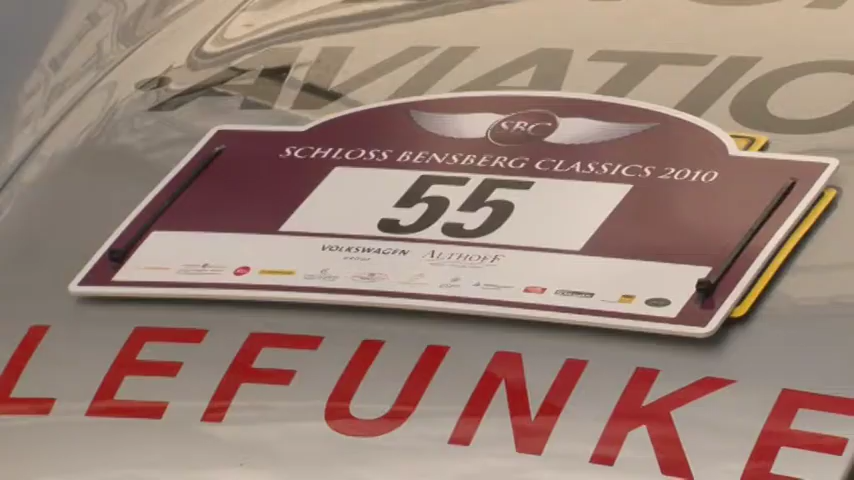 AVIATIO
SBC
SCHLOSS BENSBERG CLASSICS 2010
55
VOLKSWAGEN ALTHOFF
LEFUNKE